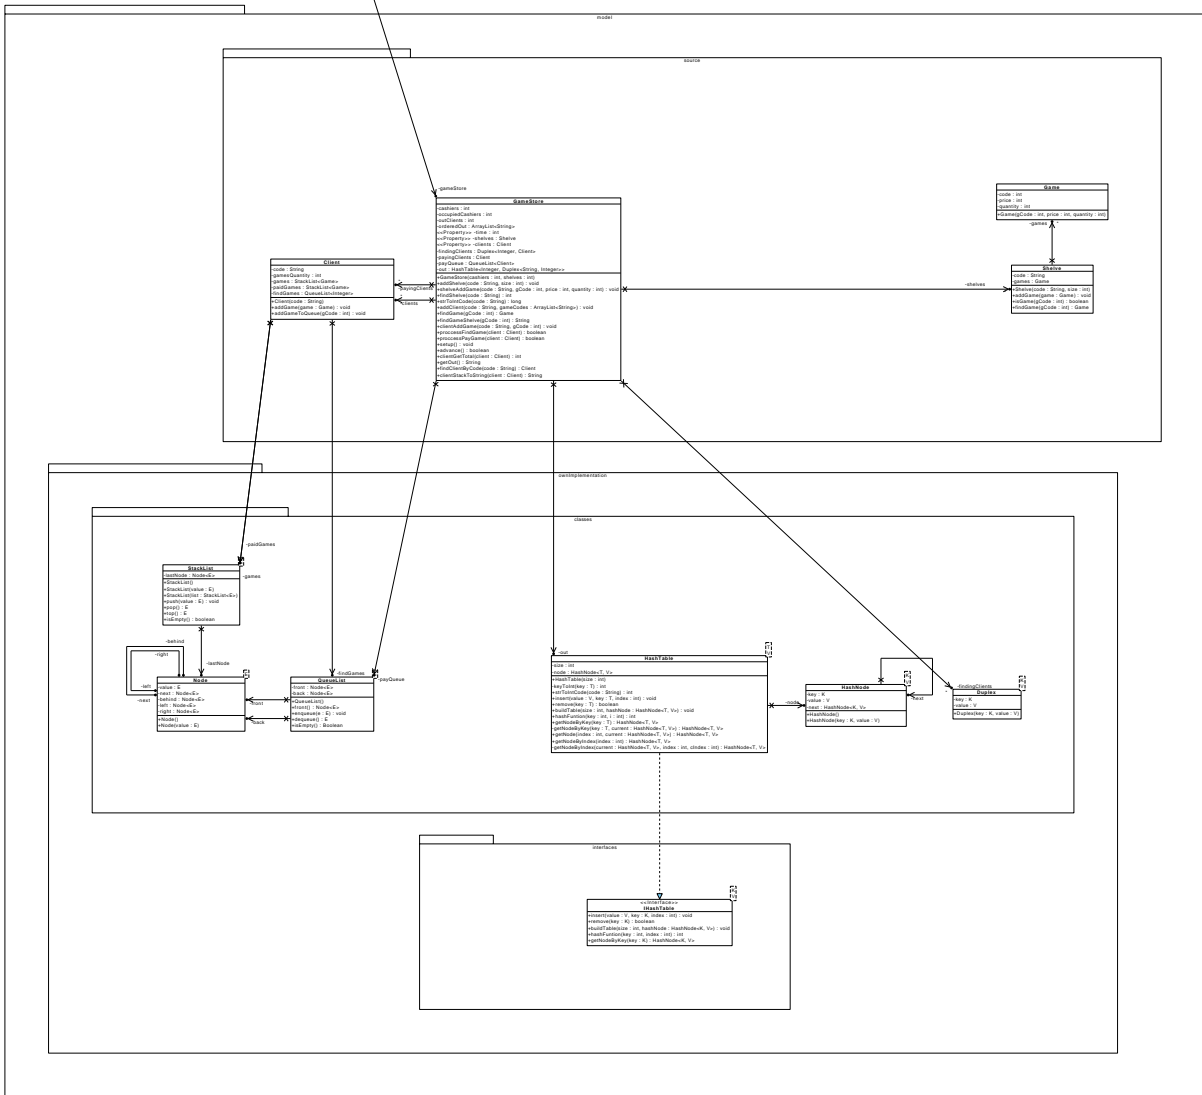 model
source
-gameStore
GameStore
-cashiers : int
-occupiedCashiers : int
-outClients : int
-orderedOut : ArrayList<String>
<<Property>> -time : int
<<Property>> -shelves : Shelve
<<Property>> -clients : Client
-findingClients : Duplex<Integer, Client>
-payingClients : Client
-payQueue : QueueList<Client>
-out : HashTable<Integer, Duplex<String, Integer>>
+GameStore(cashiers : int, shelves : int)
+addShelve(code : String, size : int) : void
+shelveAddGame(code : String, gCode : int, price : int, quantity : int) : void
+findShelve(code : String) : int
+strToIntCode(code : String) : long
+addClient(code : String, gameCodes : ArrayList<String>) : void
+findGame(gCode : int) : Game
+findGameShelve(gCode : int) : String
+clientAddGame(code : String, gCode : int) : void
+proccessFindGame(client : Client) : boolean
+proccessPayGame(client : Client) : boolean
+setup() : void
+advance() : boolean
+clientGetTotal(client : Client) : int
+getOut() : String
+findClientByCode(code : String) : Client
+clientStackToString(client : Client) : String
Client
-code : String
-gamesQuantity : int
-games : StackList<Game>
-paidGames : StackList<Game>
-findGames : QueueList<Integer>
+Client(code : String)
+addGame(game : Game) : void
+addGameToQueue(gCode : int) : void
*
-payingClients
*
-clients
Game
-code : int
-price : int
-quantity : int
+Game(gCode : int, price : int, quantity : int)
-games
*
Shelve
-code : String
-games : Game
+Shelve(code : String, size : int)
+addGame(game : Game) : void
+isGame(gCode : int) : boolean
+findGame(gCode : int) : Game
-shelves
*
ownImplementation
classes
-paidGames
-games
StackList
-lastNode : Node<E>
+StackList()
+StackList(value : E)
+StackList(list : StackList<E>)
+push(value : E) : void
+pop() : E
+top() : E
+isEmpty() : boolean
-behind
-right
-left
-next
-lastNode
Node
-value : E
-next : Node<E>
-behind : Node<E>
-left : Node<E>
-right : Node<E>
+Node()
+Node(value : E)
-front
-back
-findGames
-payQueue
QueueList
-front : Node<E>
-back : Node<E>
+QueueList()
+front() : Node<E>
+enqueue(e : E) : void
+dequeue() : E
+isEmpty() : Boolean
-out
HashTable
-size : int
-node : HashNode<T, V>
+HashTable(size : int)
-keyToInt(key : T) : int
+strToIntCode(code : String) : int
+insert(value : V, key : T, index : int) : void
+remove(key : T) : boolean
+buildTable(size : int, hashNode : HashNode<T, V>) : void
+hashFuntion(key : int, i : int) : int
+getNodeByKey(key : T) : HashNode<T, V>
-getNodeByKey(key : T, current : HashNode<T, V>) : HashNode<T, V>
+getNode(index : int, current : HashNode<T, V>) : HashNode<T, V>
+getNodeByIndex(index : int) : HashNode<T, V>
-getNodeByIndex(current : HashNode<T, V>, index : int, cIndex : int) : HashNode<T, V>
-node
HashNode
-key : K
-value : V
-next : HashNode<K, V>
+HashNode()
+HashNode(key : K, value : V)
-next
-findingClients
*
Duplex
-key : K
-value : V
+Duplex(key : K, value : V)
interfaces
<<Interface>>
IHashTable
+insert(value : V, key : K, index : int) : void
+remove(key : K) : boolean
+buildTable(size : int, hashNode : HashNode<K, V>) : void
+hashFuntion(key : int, index : int) : int
+getNodeByKey(key : K) : HashNode<K, V>